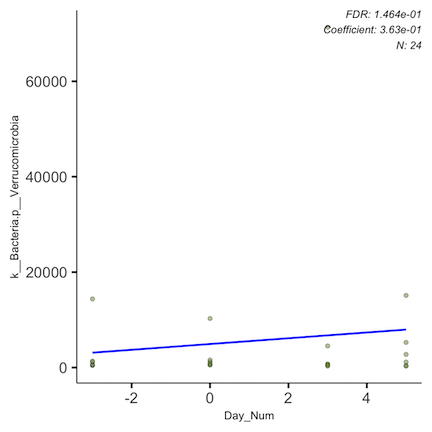 FDR: 1.464e-01
Coefficient: 3.63e-01
N: 24
60000
40000
20000
0
k__Bacteria.p__Verrucomicrobia
-2 0 2 4
Day_Num